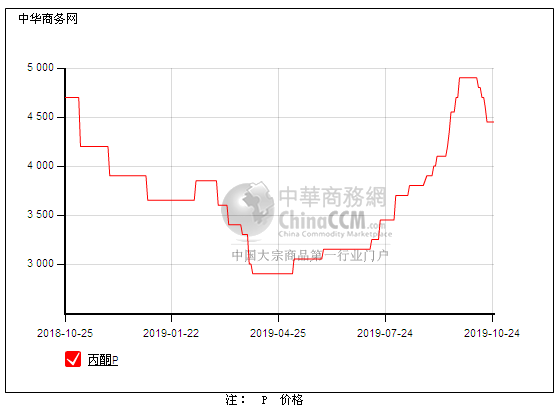 中华商务网
5 000
4 500
4 000
3 500
3 000
中華商務網
ChinaCCM.com
China Commodity Marketplace
中国大宗商品第一行业门户
2018-10-25 2019-01-22 2019-04-25 2019-07-24 2019-10-24
丙酮P
注： P 价格